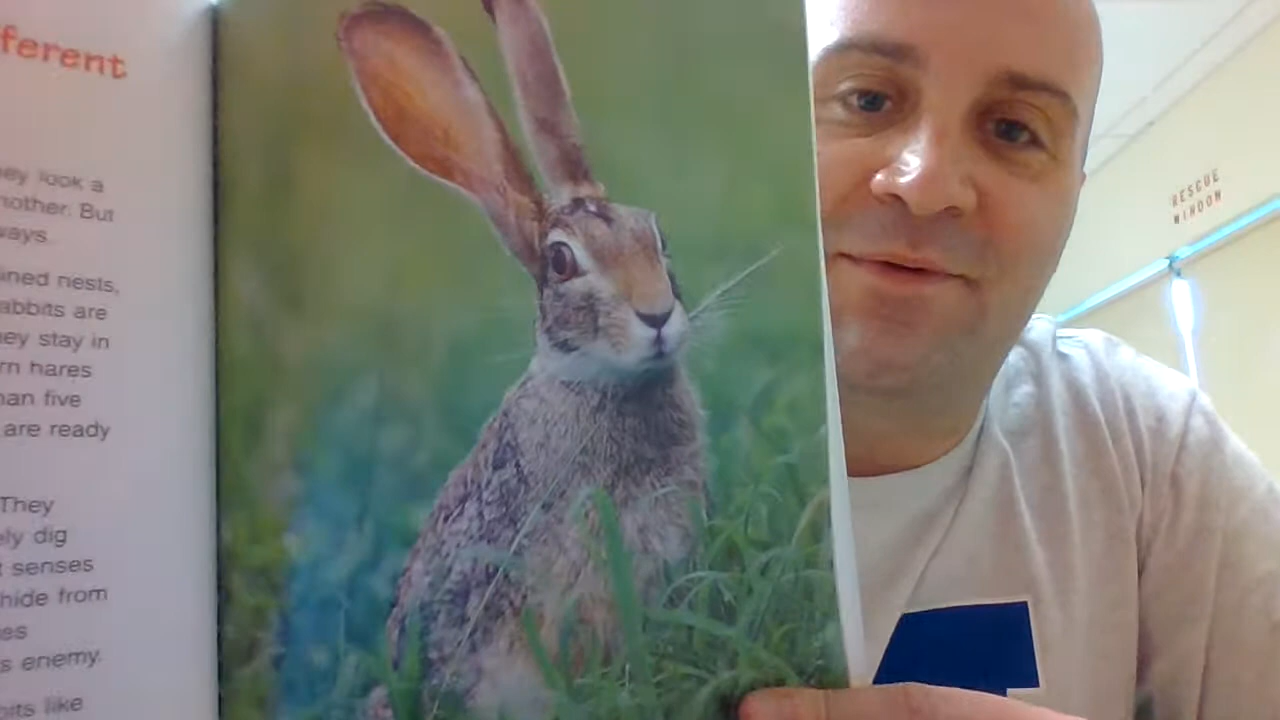 ferent
ey look a
nother. But
ways.
ined nests,
abbits are
ey stay in
rn hares
han five
are ready
They
ely dig
t senses
hide from
es
s enemy.
bits like
RESCUE
WINDOW